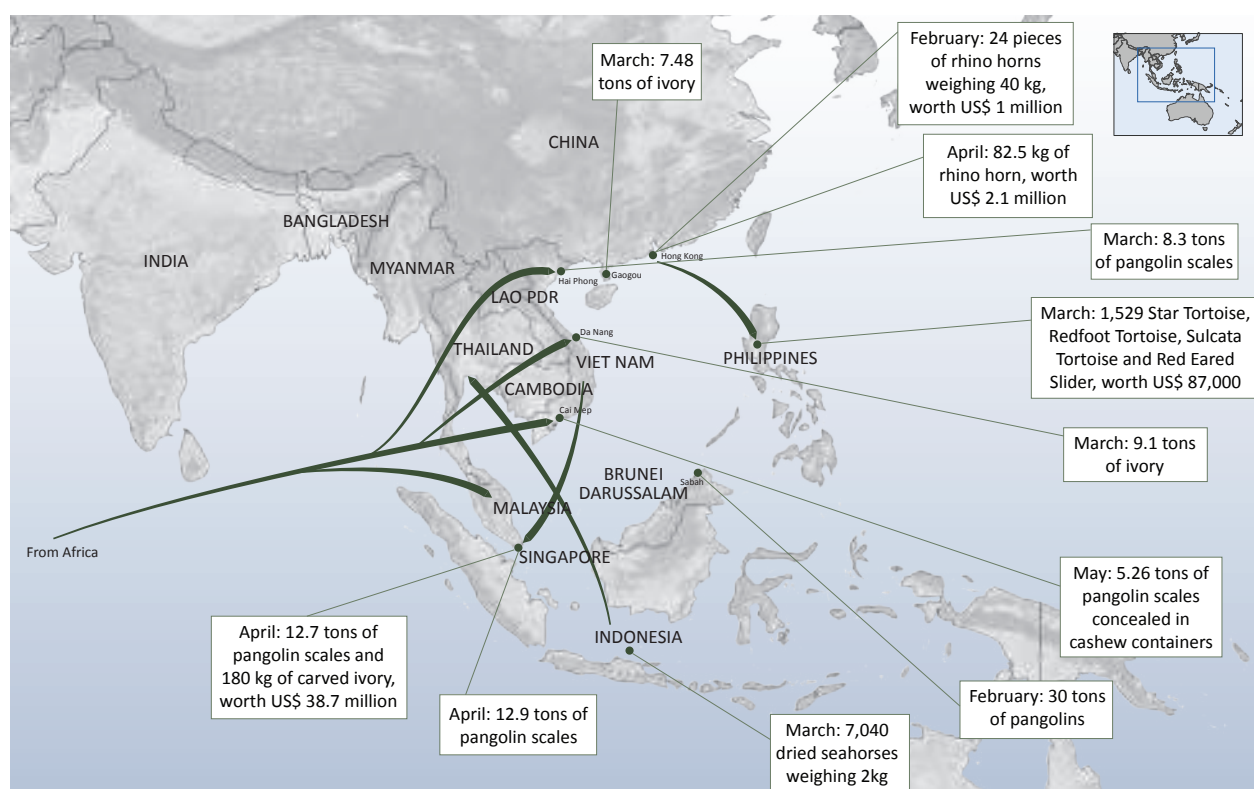 March: 7.48
tons of ivory
February: 24 pieces
of rhino horns
weighing 40 kg,
worth US$ 1 million
CHINA
April: 82.5 kg of
rhino horn, worth
US$ 2.1 million
BANGLADESH
INDIA
MYANMAR
Hong Kong
March: 8.3 tons
of pangolin scales
Hai Phong
Gaogou
LAO PDR
March: 1,529 Star Tortoise,
Redfoot Tortoise, Sulcata
Tortoise and Red Eared
Slider, worth US$ 87,000
Da Nang
THAILAND
VIET NAM
PHILIPPINES
CAMBODIA
Cai Mep
March: 9.1 tons
of ivory
BRUNEI
DARUSSALAM
Sabah
MALAYSIA
From Africa
SINGAPORE
May: 5.26 tons of
pangolin scales
concealed in
cashew containers
April: 12.7 tons of
pangolin scales and
180 kg of carved ivory,
worth US$ 38.7 million
INDONESIA
April: 12.9 tons of
pangolin scales
February: 30 tons
of pangolins
March: 7,040
dried seahorses
weighing 2kg